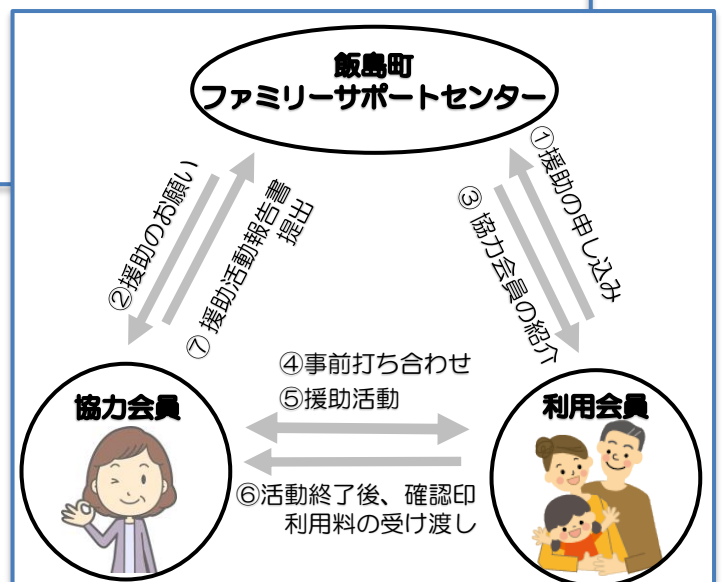 飯島町
ファミリーサポートセンター
①援助の申し込み
②援助のお願い
③ 協力会員の紹介
⑦ 援助活動報告書
提出
④事前打ち合わせ
⑤援助活動
協力会員
利用会員
⑥活動終了後、確認印
利用料の受け渡し